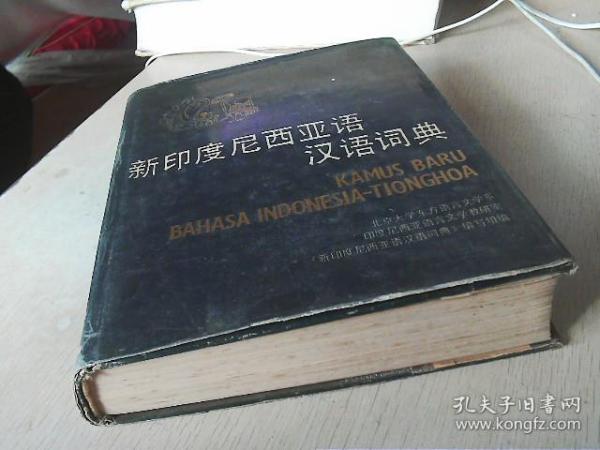 新印度尼西亚语
汉语词典
KAMUS BARU
BAHASA INDONESIA-TIONGHOA
北京大学东方语言文学系
印度尼西亚语言文学教研室
《新印度尼西亚语汉语词典》编写组编
孔夫子旧书网
www.kongfz.com